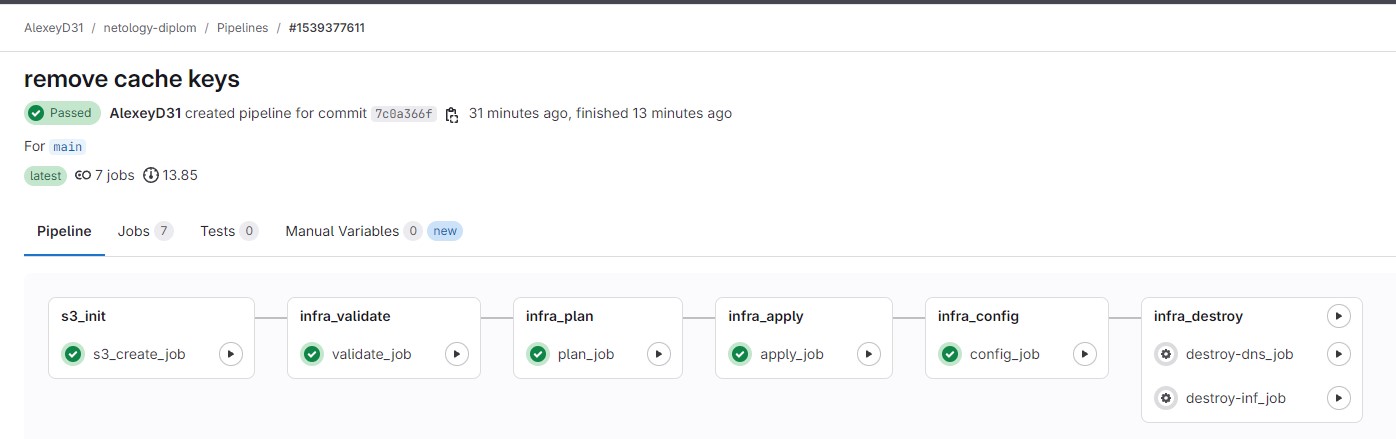 AlexeyD31 / netology-diplom / Pipelines / #1539377611
remove cache keys
Passed AlexeyD31 created pipeline for commit 7c0a366f 31 minutes ago, finished 13 minutes ago
For main
latest 7 jobs 13.85
Pipeline Jobs 7 Tests 0 Manual Variables 0 new
s3_init
s3_create_job
infra_validate
validate_job
infra_plan
plan_job
infra_apply
apply_job
infra_config
config_job
infra_destroy
destroy-dns_job
destroy-inf_job